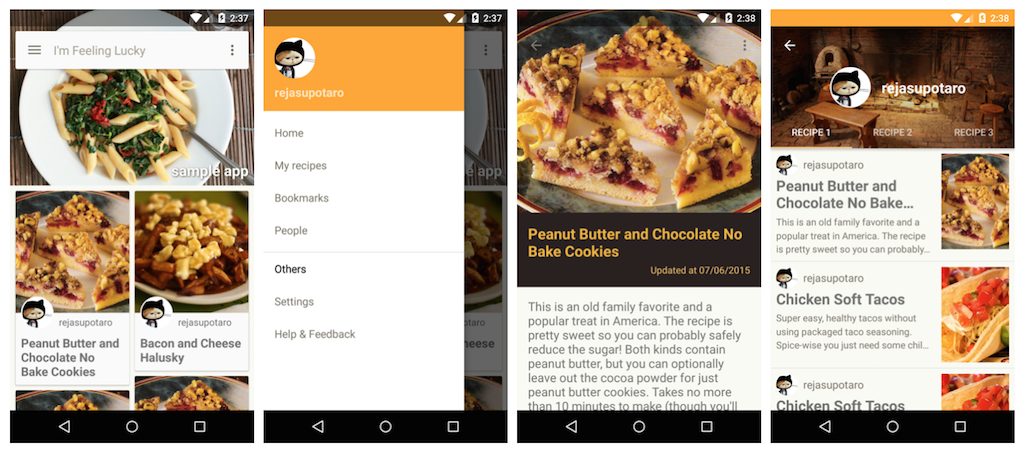 2:37
I'm Feeling Lucky
sample app
rejasupotaro
Peanut Butter and
Chocolate No
Bake Cookies
rejasupotaro
Bacon and Cheese
Halusky
2:37
rejasupotaro
Home
My recipes
Bookmarks
People
Others
Settings
Help & Feedback
sample app
rejasupotaro
heese
2:38
Peanut Butter and Chocolate No
Bake Cookies
Updated at 07/06/2015
This is an old family favorite and a
popular treat in America. The recipe is
pretty sweet so you can probably safely
reduce the sugar! Both kinds contain
peanut butter, but you can optionally
leave out the cocoa powder for just
peanut butter cookies. Takes no more
than 10 minutes to make (though you'll
2:38
rejasupotaro
RECIPE 1
RECIPE 2
RECIPE 3
rejasupotaro
Peanut Butter and
Chocolate No Bake…
This is an old family favorite and a
popular treat in America. The recipe
is pretty sweet so you can probably…
rejasupotaro
Chicken Soft Tacos
Super easy, healthy tacos without
using packaged taco seasoning.
Spice-wise you just need some chil…
rejasupotaro
Chicken Soft Tacos